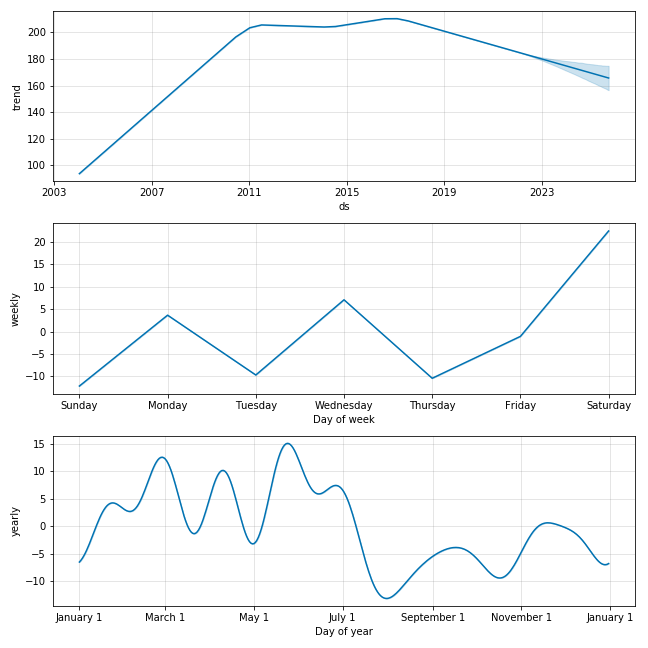 200
180
160
140
120
100
trend
2003 2007 2011 2015 2019 2023
ds
20
15
10
5
0
−5
−10
weekly
Sunday Monday Tuesday Wednesday Thursday Friday Saturday
Day of week
15
10
5
0
−5
−10
yearly
January 1 March 1 May 1 July 1 September 1 November 1 January 1
Day of year